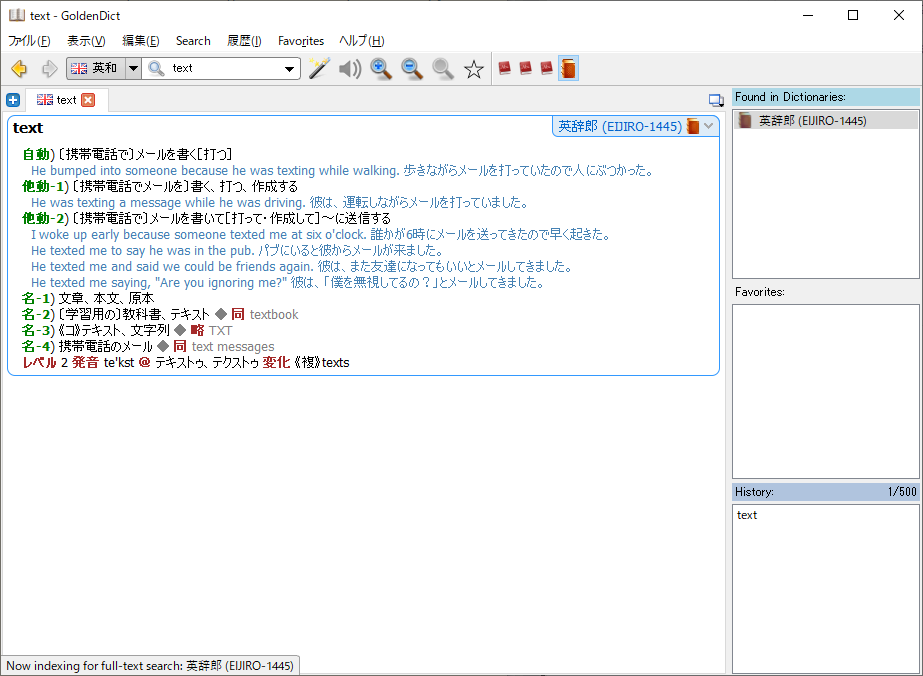 text - GoldenDict
ファイル(F) 表示(V) 編集(E) Search 履歴(I) Favorites ヘルプ(H)
英和 text
text
Found in Dictionaries:
英辞郎 (EIJIRO-1445)
text
英辞郎 (EIJIRO-1445)
自動) 〔携帯電話で〕メールを書く[打つ]
He bumped into someone because he was texting while walking. 歩きながらメールを打っていたので人にぶつかった。
他動-1) 〔携帯電話でメールを〕書く、打つ、作成する
He was texting a message while he was driving. 彼は、運転しながらメールを打っていました。
他動-2) 〔携帯電話で〕メールを書いて[打って・作成して]~に送信する
I woke up early because someone texted me at six o'clock. 誰かが6時にメールを送ってきたので早く起きた。
He texted me to say he was in the pub. パブにいると彼からメールが来ました。
He texted me and said we could be friends again. 彼は、また友達になってもいいとメールしてきました。
He texted me saying, "Are you ignoring me?" 彼は、「僕を無視してるの？」とメールしてきました。
名-1) 文章、本文、原本
名-2) 〔学習用の〕教科書、テキスト ◆ 同 textbook
名-3) 《コ》テキスト、文字列 ◆ 略 TXT
名-4) 携帯電話のメール ◆ 同 text messages
レベル 2 発音 te'kst @ テキストゥ、テクストゥ 変化 《複》texts
Favorites:
History: 1/500
text
Now indexing for full-text search: 英辞郎 (EIJIRO-1445)